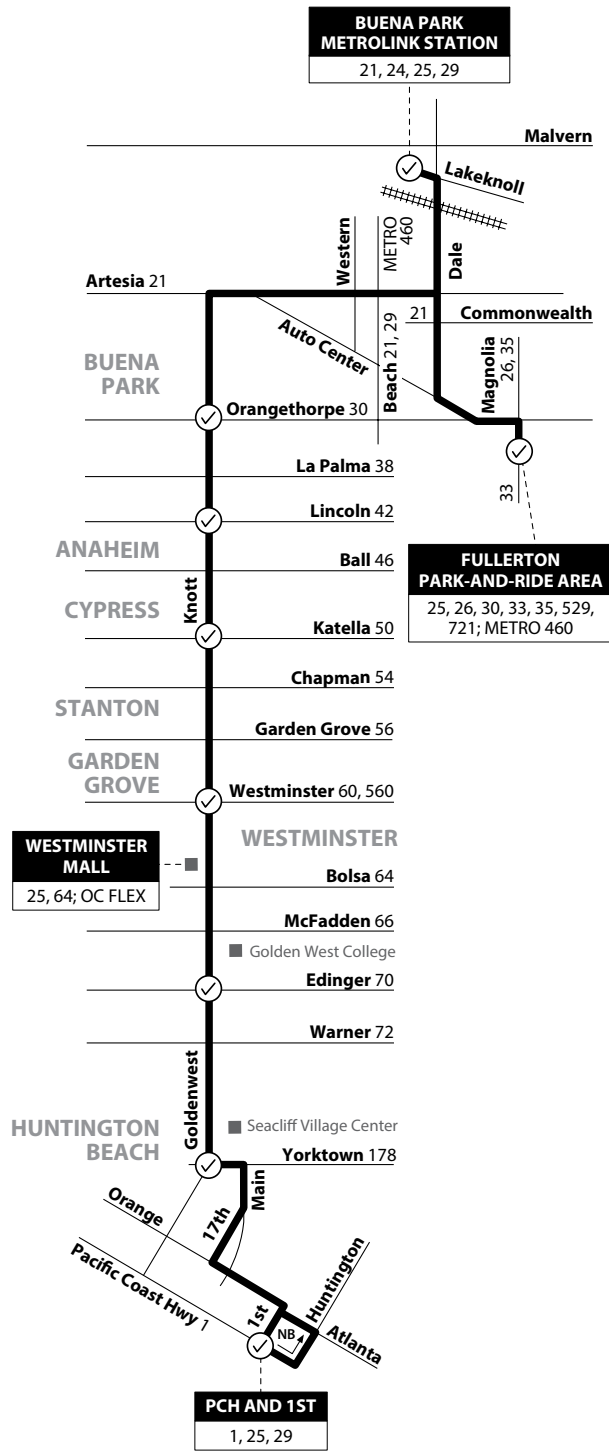 BUENA PARK
METROLINK STATION
21, 24, 25, 29
Malvern
Lakeknoll
Western
METRO
460
Dale
Artesia 21
21 Commonwealth
Auto Center
Beach 21, 29
Magnolia
26, 35
BUENA
PARK
Orangethorpe 30
La Palma 38
33
Lincoln 42
ANAHEIM
Ball 46
FULLERTON
PARK-AND-RIDE AREA
25, 26, 30, 33, 35, 529,
721; METRO 460
Knott
CYPRESS
Katella 50
Chapman 54
STANTON
Garden Grove 56
GARDEN
GROVE
Westminster 60, 560
WESTMINSTER
WESTMINSTER
MALL
25, 64; OC FLEX
Bolsa 64
McFadden 66
Golden West College
Edinger 70
Warner 72
Goldenwest
Seacliff Village Center
HUNTINGTON
BEACH
Yorktown 178
Main
Orange
17th
Pacific Coast Hwy 1
1st
NB
Huntington
Atlanta
PCH AND 1ST
1, 25, 29